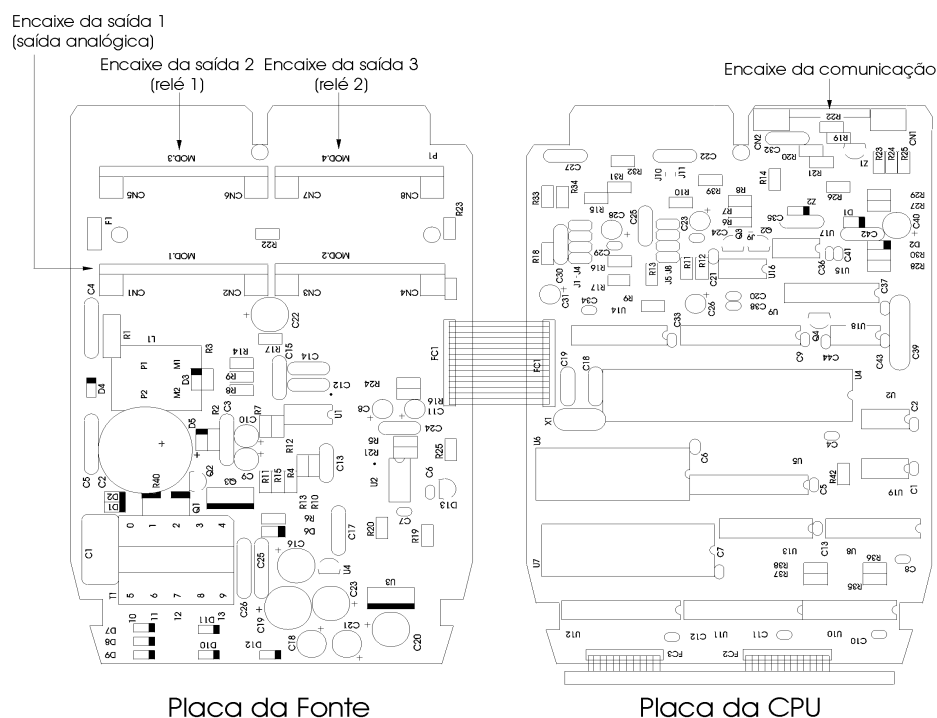 Encaixe da saída 1
(saída analógica)
Encaixe da saída 2
(relé 1)
Encaixe da saída 3
(relé 2)
Encaixe da comunicação
MOD.3
MOD.4
P1
CN5
CN6
CN7
CN8
F1
R22
R23
MOD.1
MOD.2
CN1
CN2
CN3
CN4
C4
R1
L1
C22
R17
C15
C14
R14
R3
P1
M1
D3
R9
R8
C12
D4
P2
M2
R24
R16
C8
C11
C24
U1
R2
C3
C10
R7
D5
R12
R5
R21
R25
C5
C2
R40
Q2
C9
R11
R15
R4
C13
U2
C6
D13
D2
D1
Q1
Q3
R13
R10
C7
R6
D6
R20
R19
C17
C1
0
1
2
3
4
C16
U4
C25
C26
T1
5
6
7
8
9
C23
U3
C19
10
11
12
13
D7
D8
D9
D11
D10
D12
C18
C21
C20
FC1
FC1
CN2
R22
CN1
C32
R19
R20
Z1
R21
R23
R24
R25
C27
R31
R32
J10
J11
C22
R14
R33
R34
R15
R10
R39
R8
R26
R29
R27
C28
C25
C23
R7
R6
Z2
C35
D1
C40
C24
Q3
J9
Q2
U17
C42
D2
R30
R28
R18
C30
J1 - J4
R16
R17
R13
J5
J8
R11
R12
C21
U16
C36
C41
U15
C31
C34
U14
R9
C26
C20
C38
U9
C37
C33
C9
Q4
C44
U18
C43
C39
C19
C18
X1
U4
U2
C2
C4
U6
C6
U5
C5
R42
U19
C1
U7
C7
U13
C13
U8
R38
R37
R36
R35
C8
U12
C12
U11
C11
U10
C10
FC3
FC2
Placa da Fonte
Placa da CPU